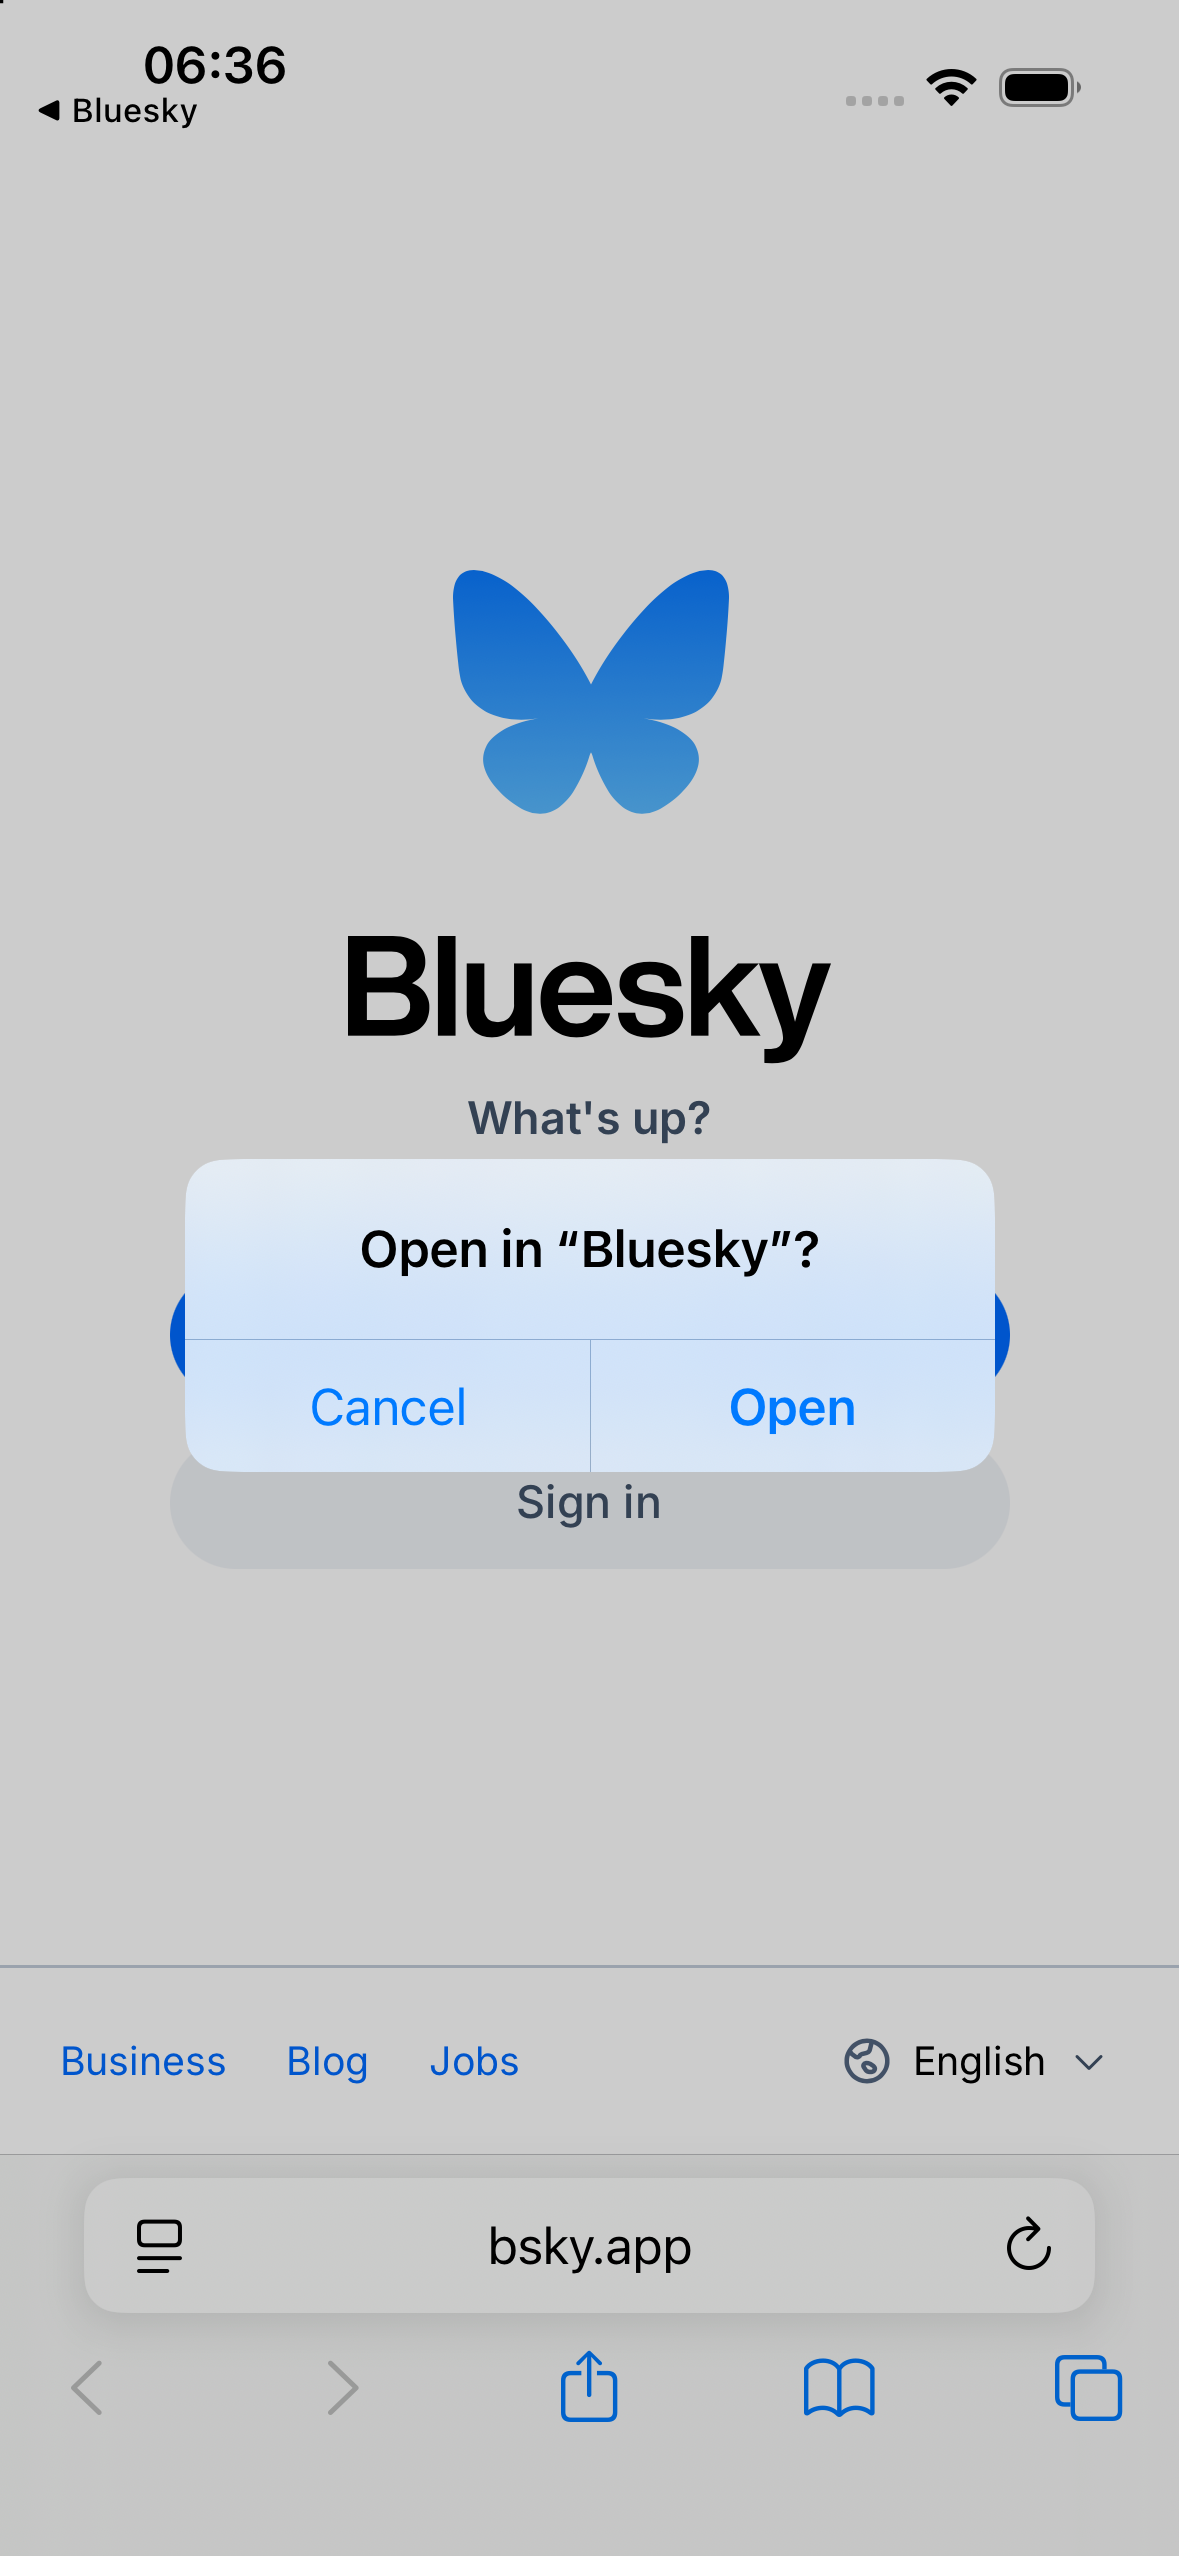 06:36
Bluesky
Bluesky
What's up?
Open in “Bluesky”?
Cancel Open
Sign in
Business Blog Jobs English
bsky.app